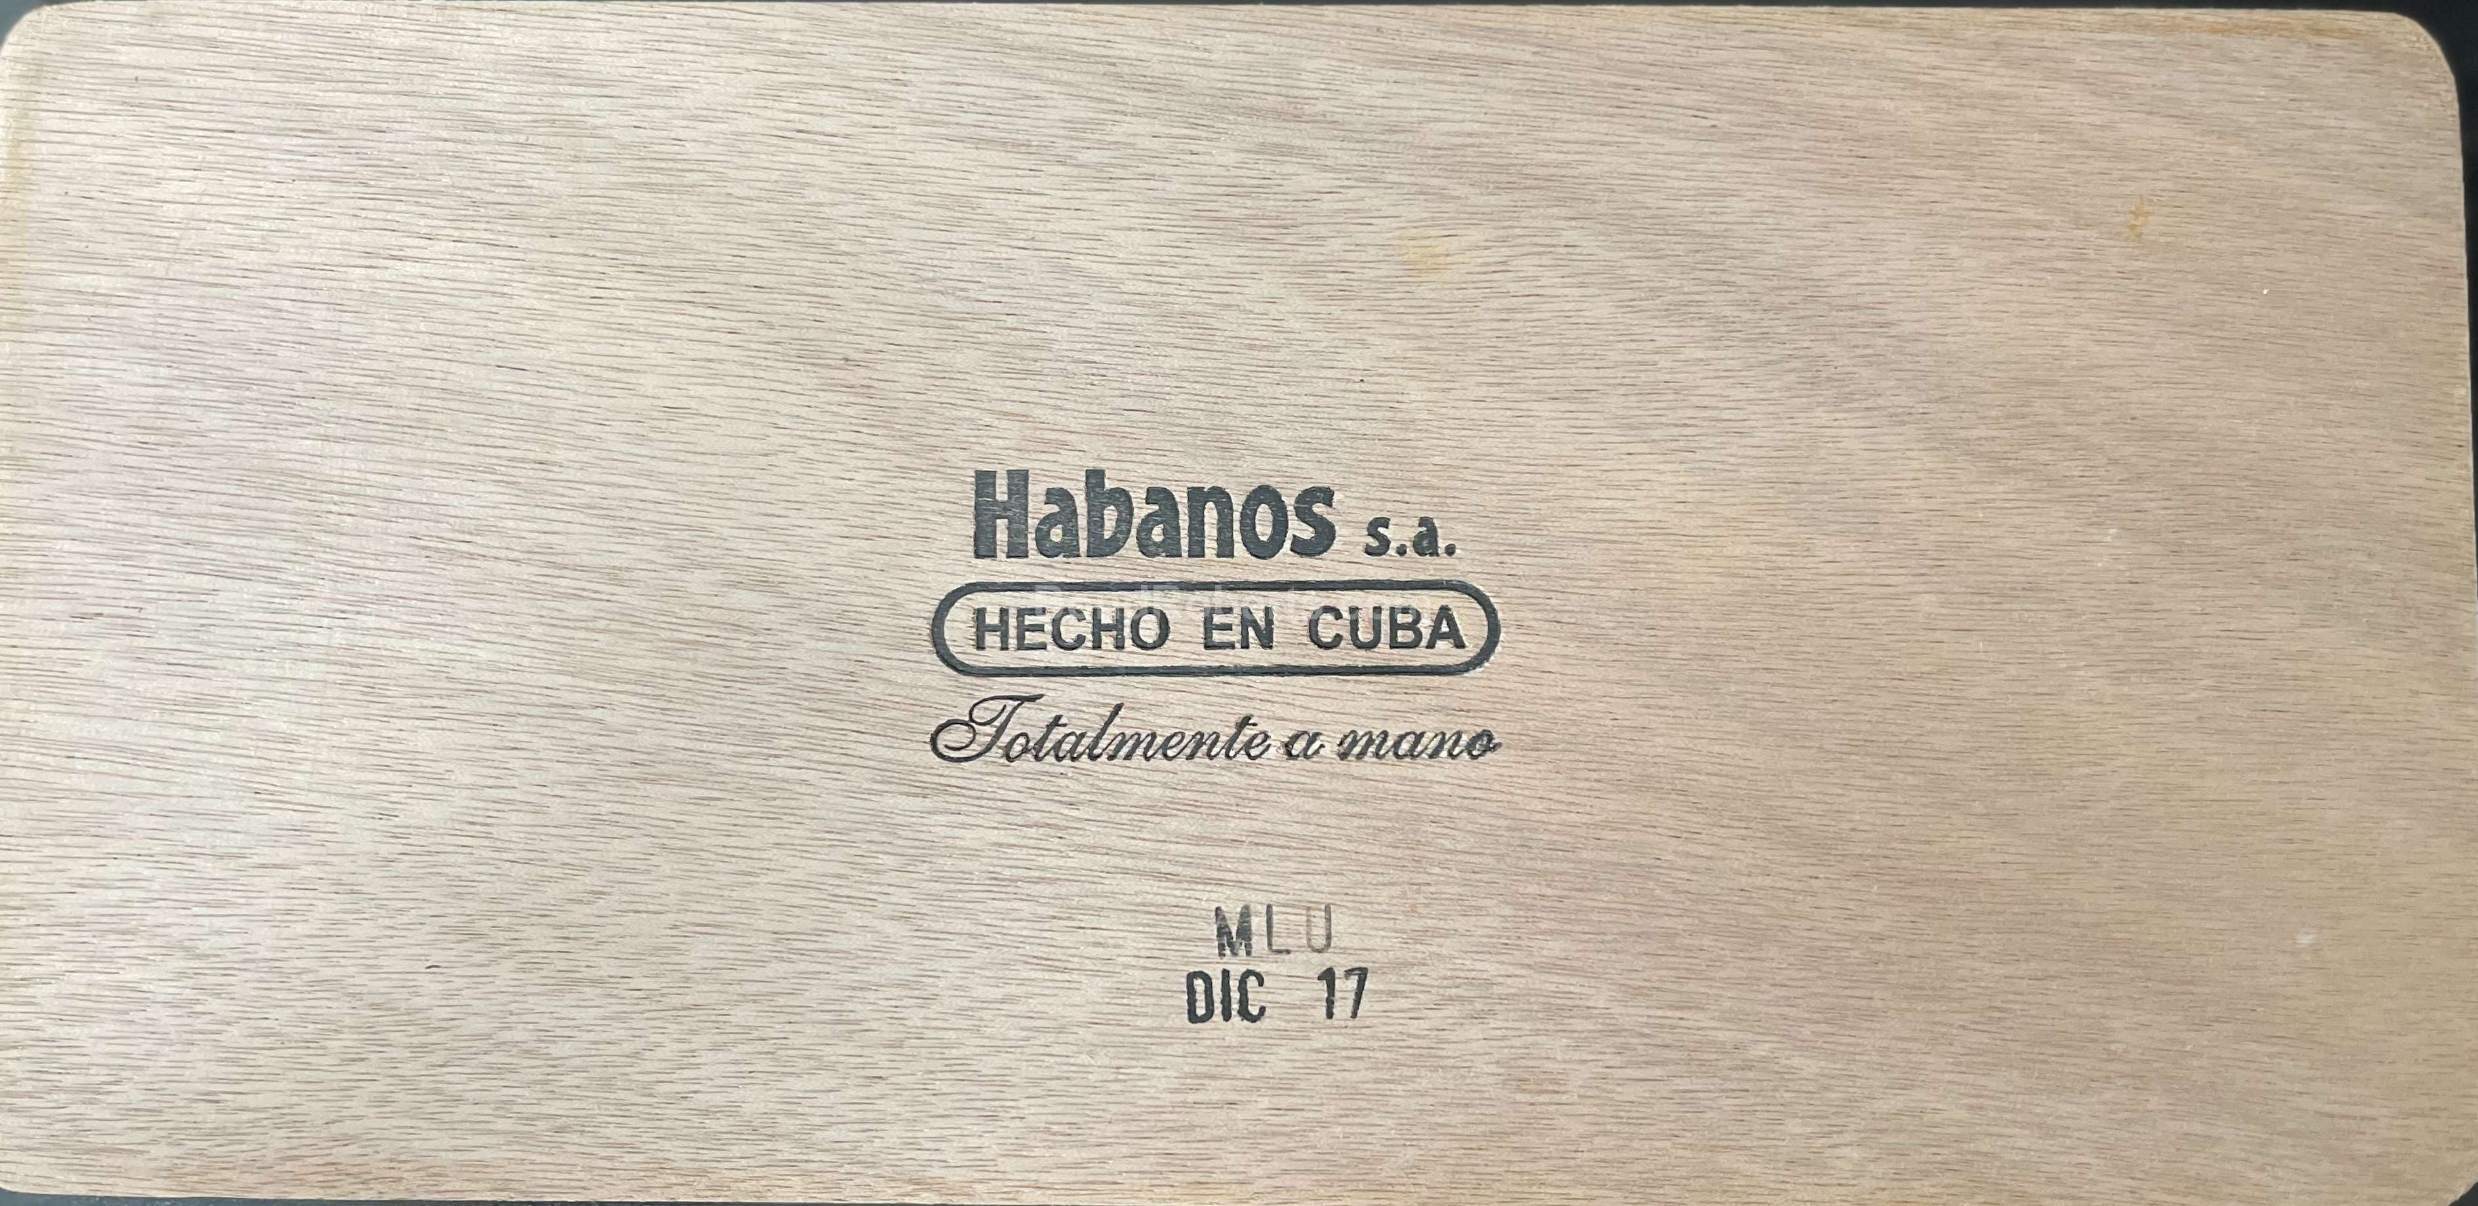 Habanos s.a.
HECHO EN CUBA
Totalmente a mano
MLU
DIC 17